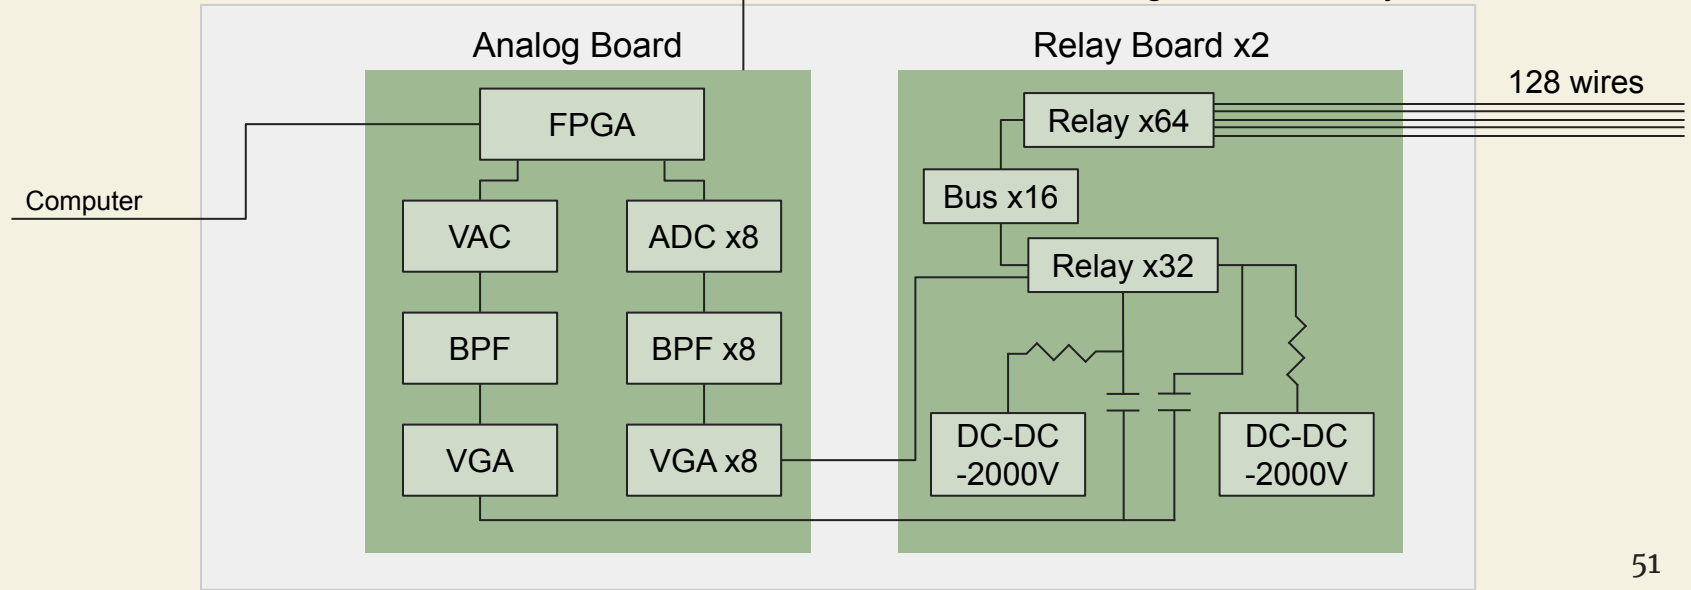 Analog Board
Relay Board x2
128 wires
FPGA
Relay x64
Computer
Bus x16
VAC
ADC x8
Relay x32
BPF
BPF x8
VGA
VGA x8
DC-DC
-2000V
DC-DC
-2000V
51